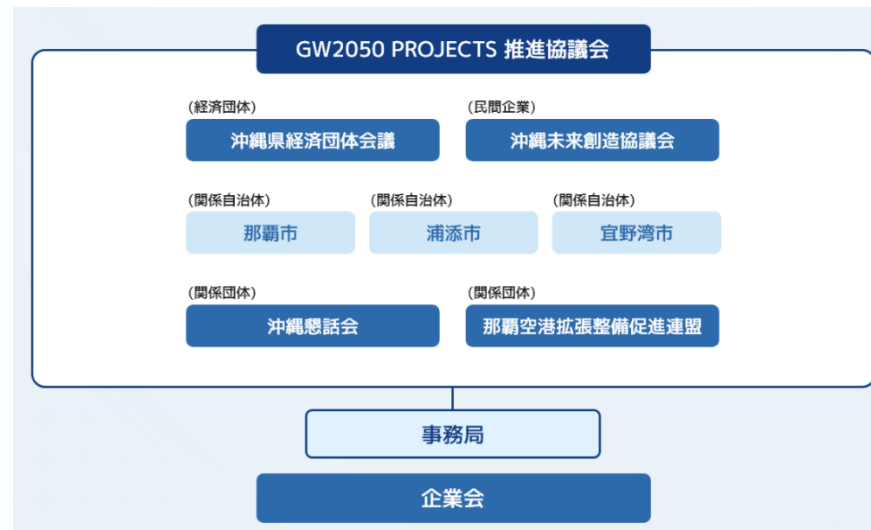 GW2050 PROJECTS 推進協議会
(経済団体)
沖縄県経済団体会議
(民間企業)
沖縄未来創造協議会
(関係自治体)
那覇市
(関係自治体)
浦添市
(関係自治体)
宜野湾市
(関係団体)
沖縄懇話会
(関係団体)
那覇空港拡張整備促進連盟
事務局
企業会